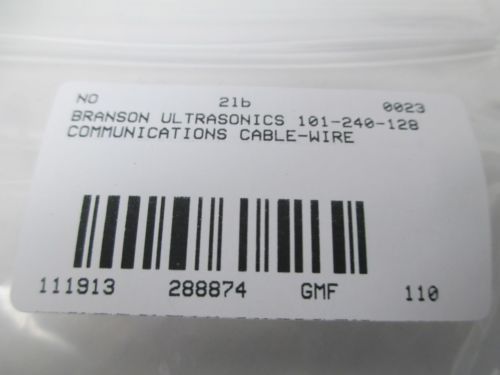 NO 21b 0023
BRANSON ULTRASONICS 101-240-128
COMMUNICATIONS CABLE-WIRE
111913 288874 GMF 110